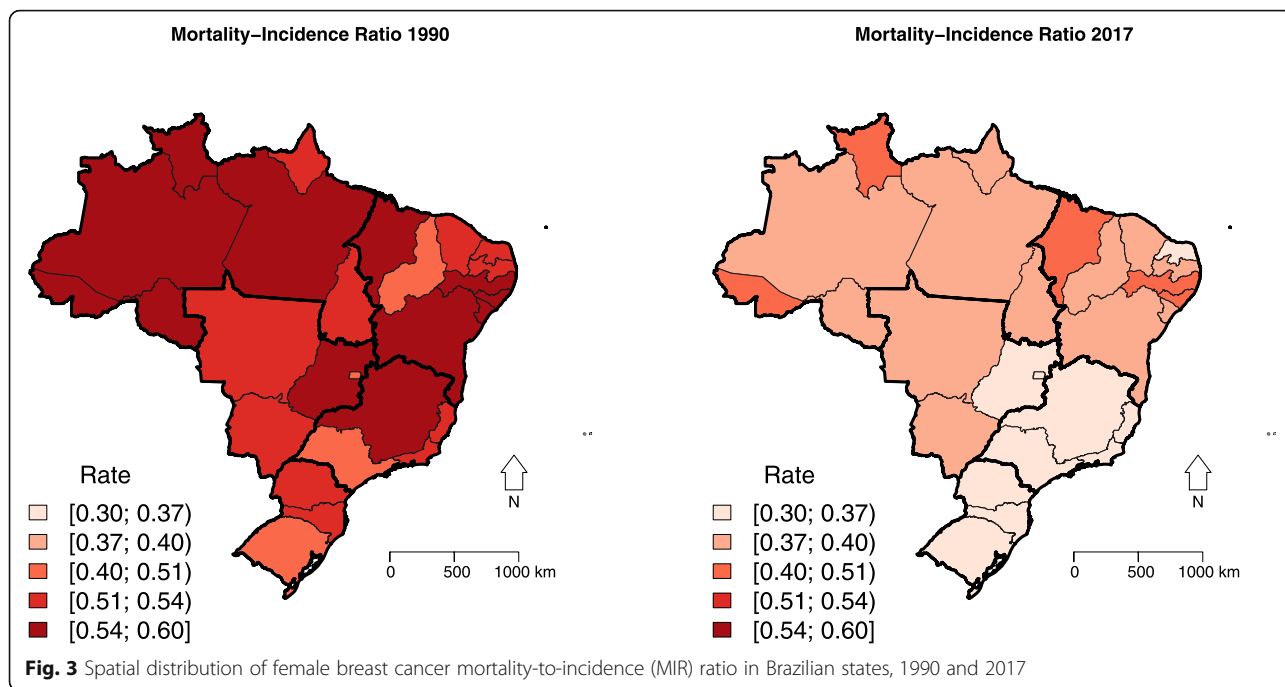 Mortality−Incidence Ratio 1990
Rate
[0.30; 0.37)
[0.37; 0.40)
[0.40; 0.51)
[0.51; 0.54)
[0.54; 0.60]
N
0 500 1000 km
Mortality−Incidence Ratio 2017
Rate
[0.30; 0.37)
[0.37; 0.40)
[0.40; 0.51)
[0.51; 0.54)
[0.54; 0.60]
N
0 500 1000 km
Fig. 3 Spatial distribution of female breast cancer mortality-to-incidence (MIR) ratio in Brazilian states, 1990 and 2017